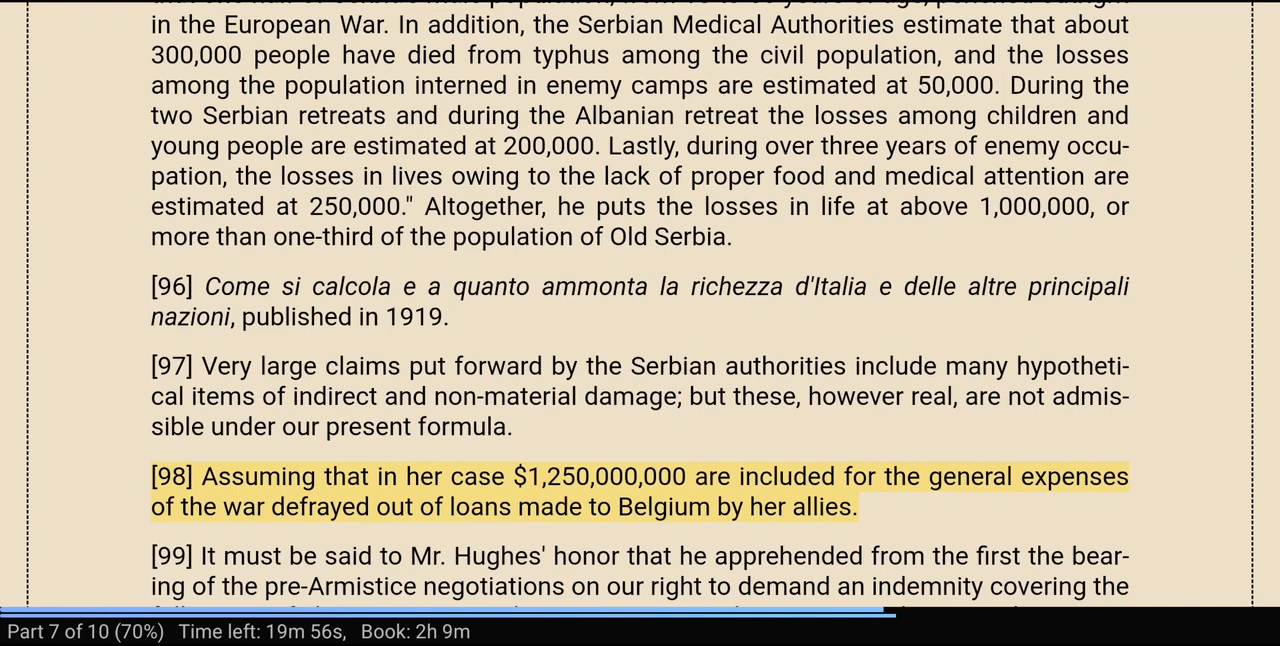 in the European War. In addition, the Serbian Medical Authorities estimate that about
300,000 people have died from typhus among the civil population, and the losses
among the population interned in enemy camps are estimated at 50,000. During the
two Serbian retreats and during the Albanian retreat the losses among children and
young people are estimated at 200,000. Lastly, during over three years of enemy occu-
pation, the losses in lives owing to the lack of proper food and medical attention are
estimated at 250,000." Altogether, he puts the losses in life at above 1,000,000, or
more than one-third of the population of Old Serbia.
[96] Come si calcola e a quanto ammonta la richezza d'Italia e delle altre principali
nazioni, published in 1919.
[97] Very large claims put forward by the Serbian authorities include many hypotheti-
cal items of indirect and non-material damage; but these, however real, are not admis-
sible under our present formula.
[98] Assuming that in her case $1,250,000,000 are included for the general expenses
of the war defrayed out of loans made to Belgium by her allies.
[99] It must be said to Mr. Hughes' honor that he apprehended from the first the bear-
ing of the pre-Armistice negotiations on our right to demand an indemnity covering the
Part 7 of 10 (70%) Time left: 19m 56s, Book: 2h 9m